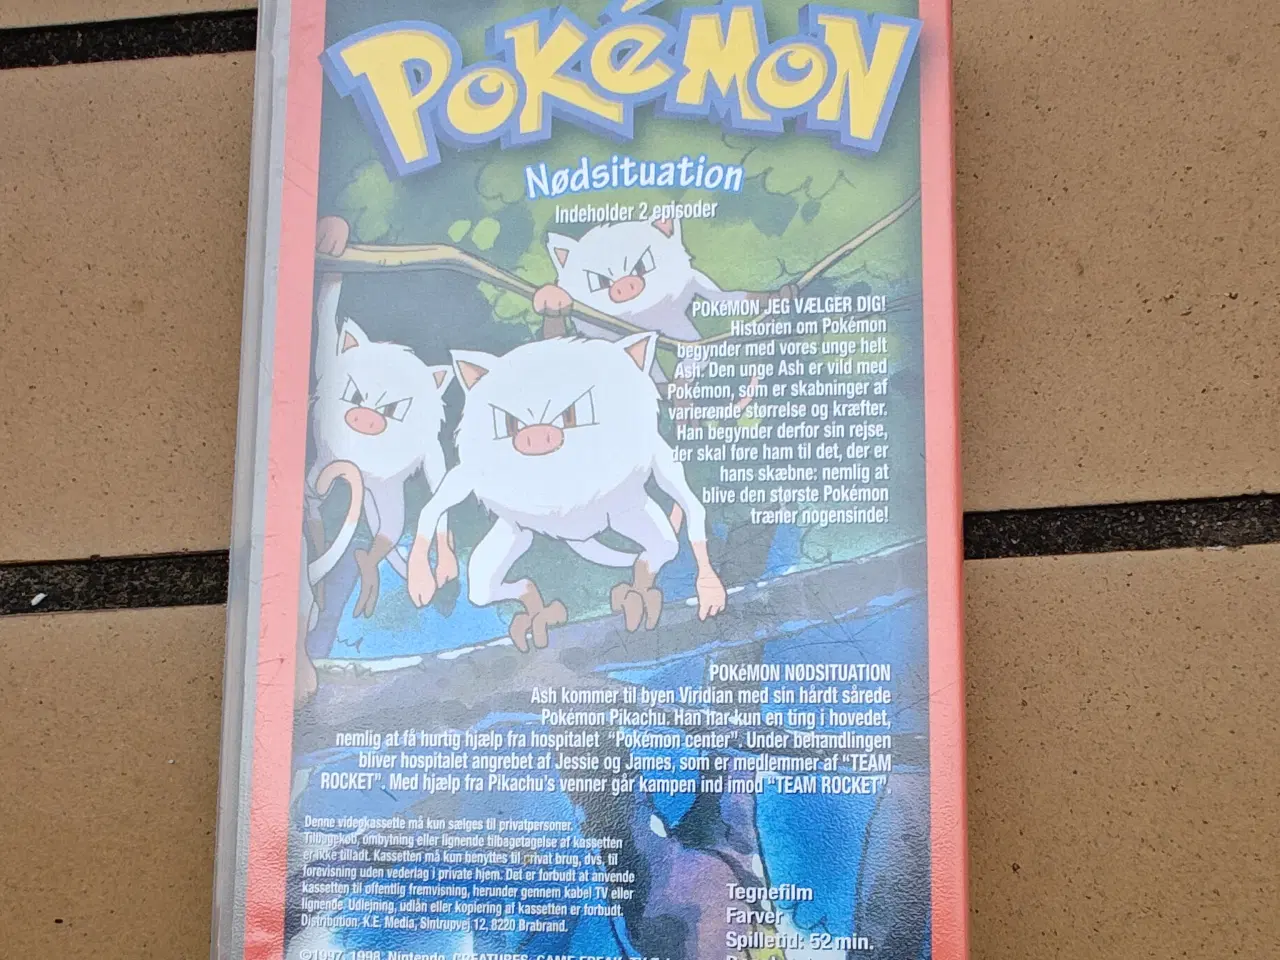 POKéMON
Nødsituation
Indeholder 2 episoder
POKéMON JEG VÆLGER DIG!
Historien om Pokémon
begynder med vores unge helt
Ash. Den unge Ash er vild med
Pokémon, som er skabninger af
varierende størrelse og kræfter.
Han begynder derfor sin rejse,
der skal føre ham til det, der er
hans skæbne: nemlig at
blive den største Pokémon
træner nogensinde!
POKéMON NØDSITUATION
Ash kommer til byen Viridian med sin hårdt sårede
Pokémon Pikachu. Han har kun en ting i hovedet,
nemlig at få hurtig hjælp fra hospitalet “Pokémon center”. Under behandlingen
bliver hospitalet angrebet af Jessie og James, som er medlemmer af “TEAM
ROCKET”. Med hjælp fra Pikachu's venner går kampen ind imod “TEAM ROCKET”.
Denne videokassette må kun sælges til privatpersoner.
Tilbagekøb, ombytning eller lignende tilbagetagelse af kassetten
er ikke tilladt. Kassetten må kun benyttes til privat brug, dvs. til
forevisning uden vederlag i private hjem. Det er forbudt at anvende
kassetten til offentlig fremvisning, herunder gennem kabel TV eller
lignende. Udlejning, udlån eller kopiering af kassetten er forbudt.
Distribution: K.E. Media, Sintrupvej 12, 8220 Brabrand.
Tegnefilm
Farver
Spilletid: 52 min.
©1997, 1998, Nintendo, CREATURES, GAME FREAK,